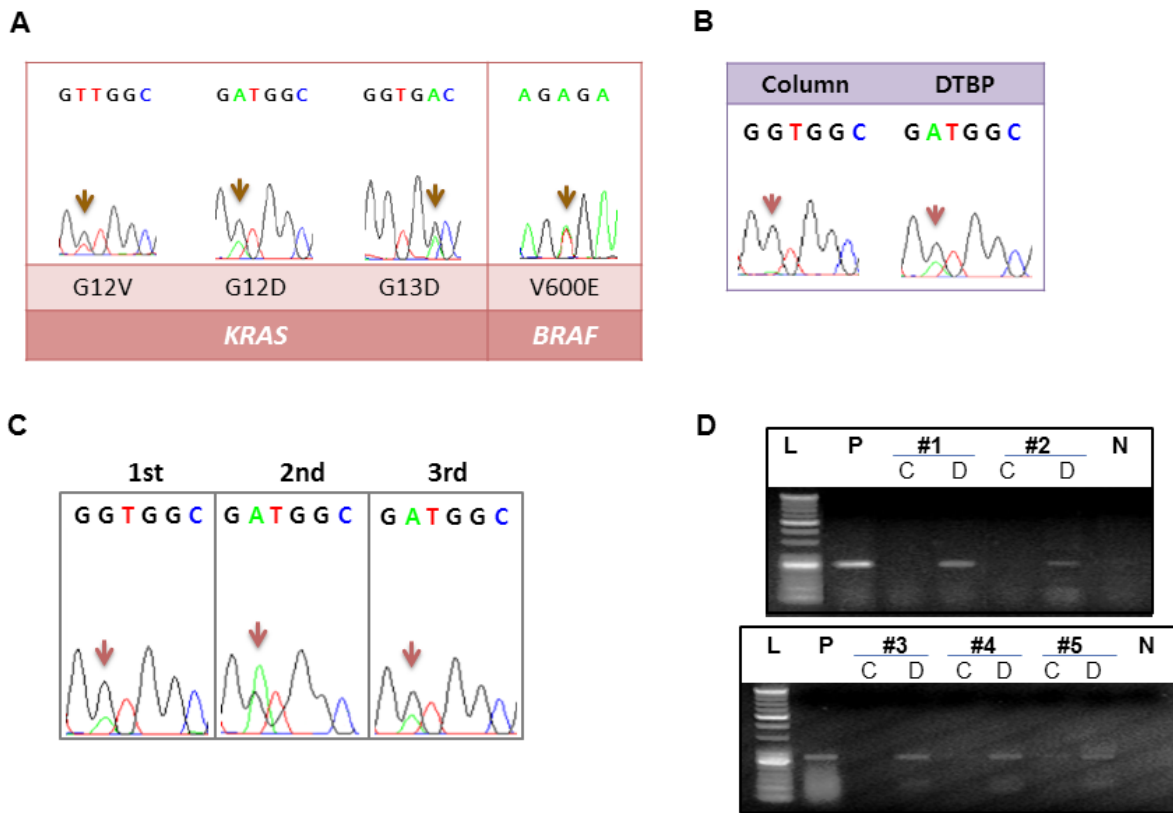 A
GTTGGC GATGGC GGTGAC AGAGA
G12V G12D G13D V600E
KRAS BRAF
B
Column DTBP
GGTGGC GATGGC
C
1st 2nd 3rd
GGTGGC GATGGC GATGGC
D
L P #1 #2 N
C D C D
L P #3 #4 #5 N
C D C D C D